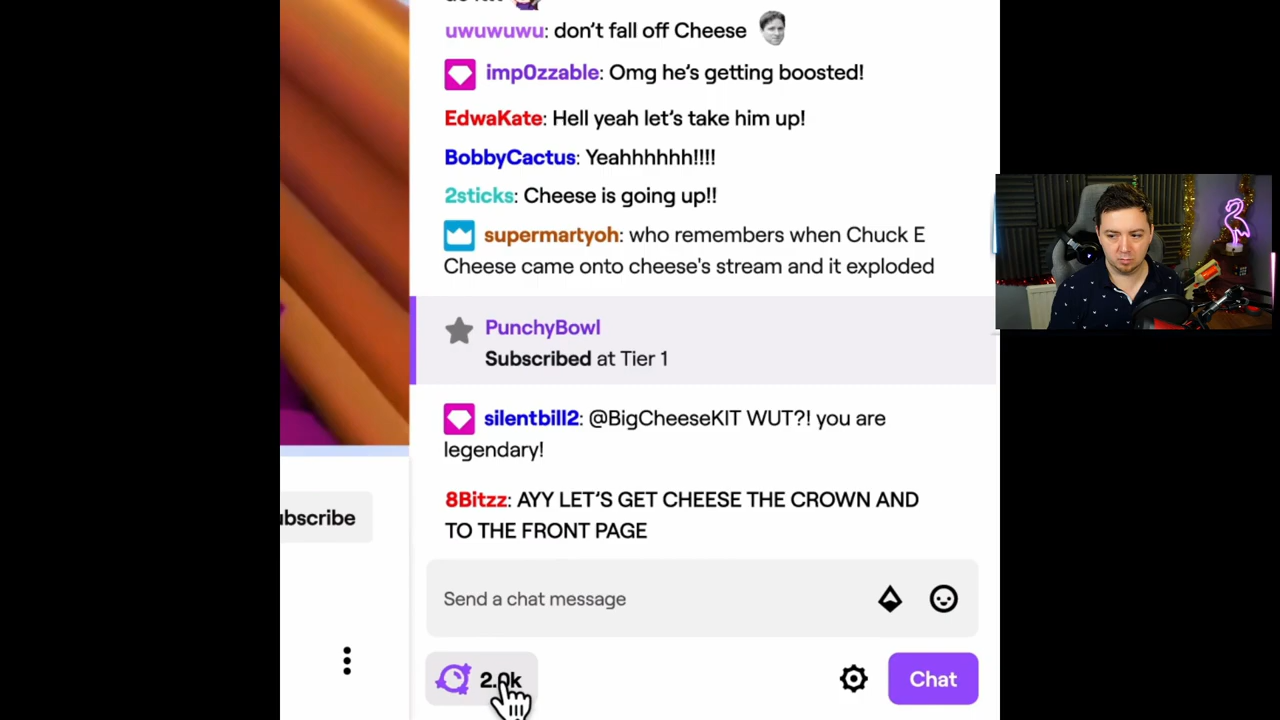 uwuwuwu: don't fall off Cheese
imp0zzable: Omg he's getting boosted!
EdwaKate: Hell yeah let's take him up!
BobbyCactus: Yeahhhhhh!!!!
2sticks: Cheese is going up!!
supermartyoh: who remembers when Chuck E
Cheese came onto cheese's stream and it exploded
PunchyBowl
Subscribed at Tier 1
silentbill2: @BigCheeseKIT WUT?! you are
legendary!
8Bitzz: AYY LET'S GET CHEESE THE CROWN AND
TO THE FRONT PAGE
ubscribe
Send a chat message
Chat